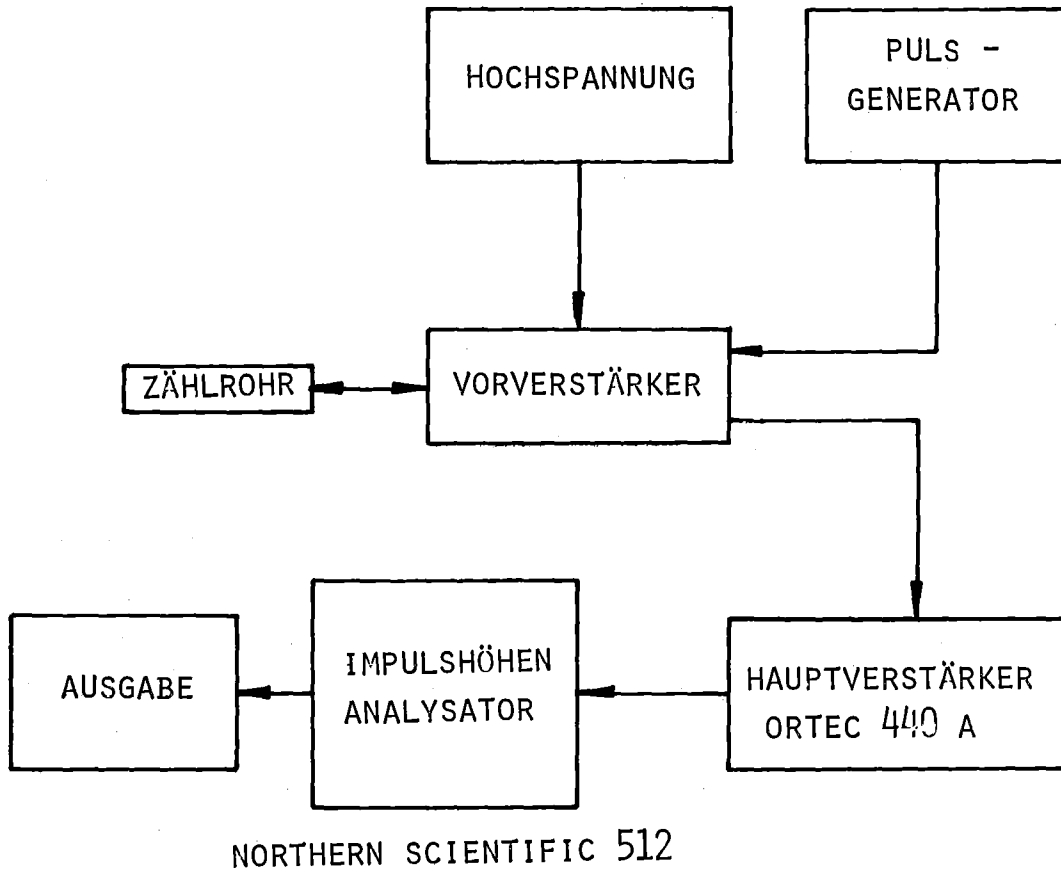 HOCHSPANNUNG
PULS -
GENERATOR
ZÄHLROHR
VORVERSTÄRKER
AUSGABE
IMPULSHÖHEN
ANALYSATOR
HAUPTVERSTÄRKER
ORTEC 440 A
NORTHERN SCIENTIFIC 512